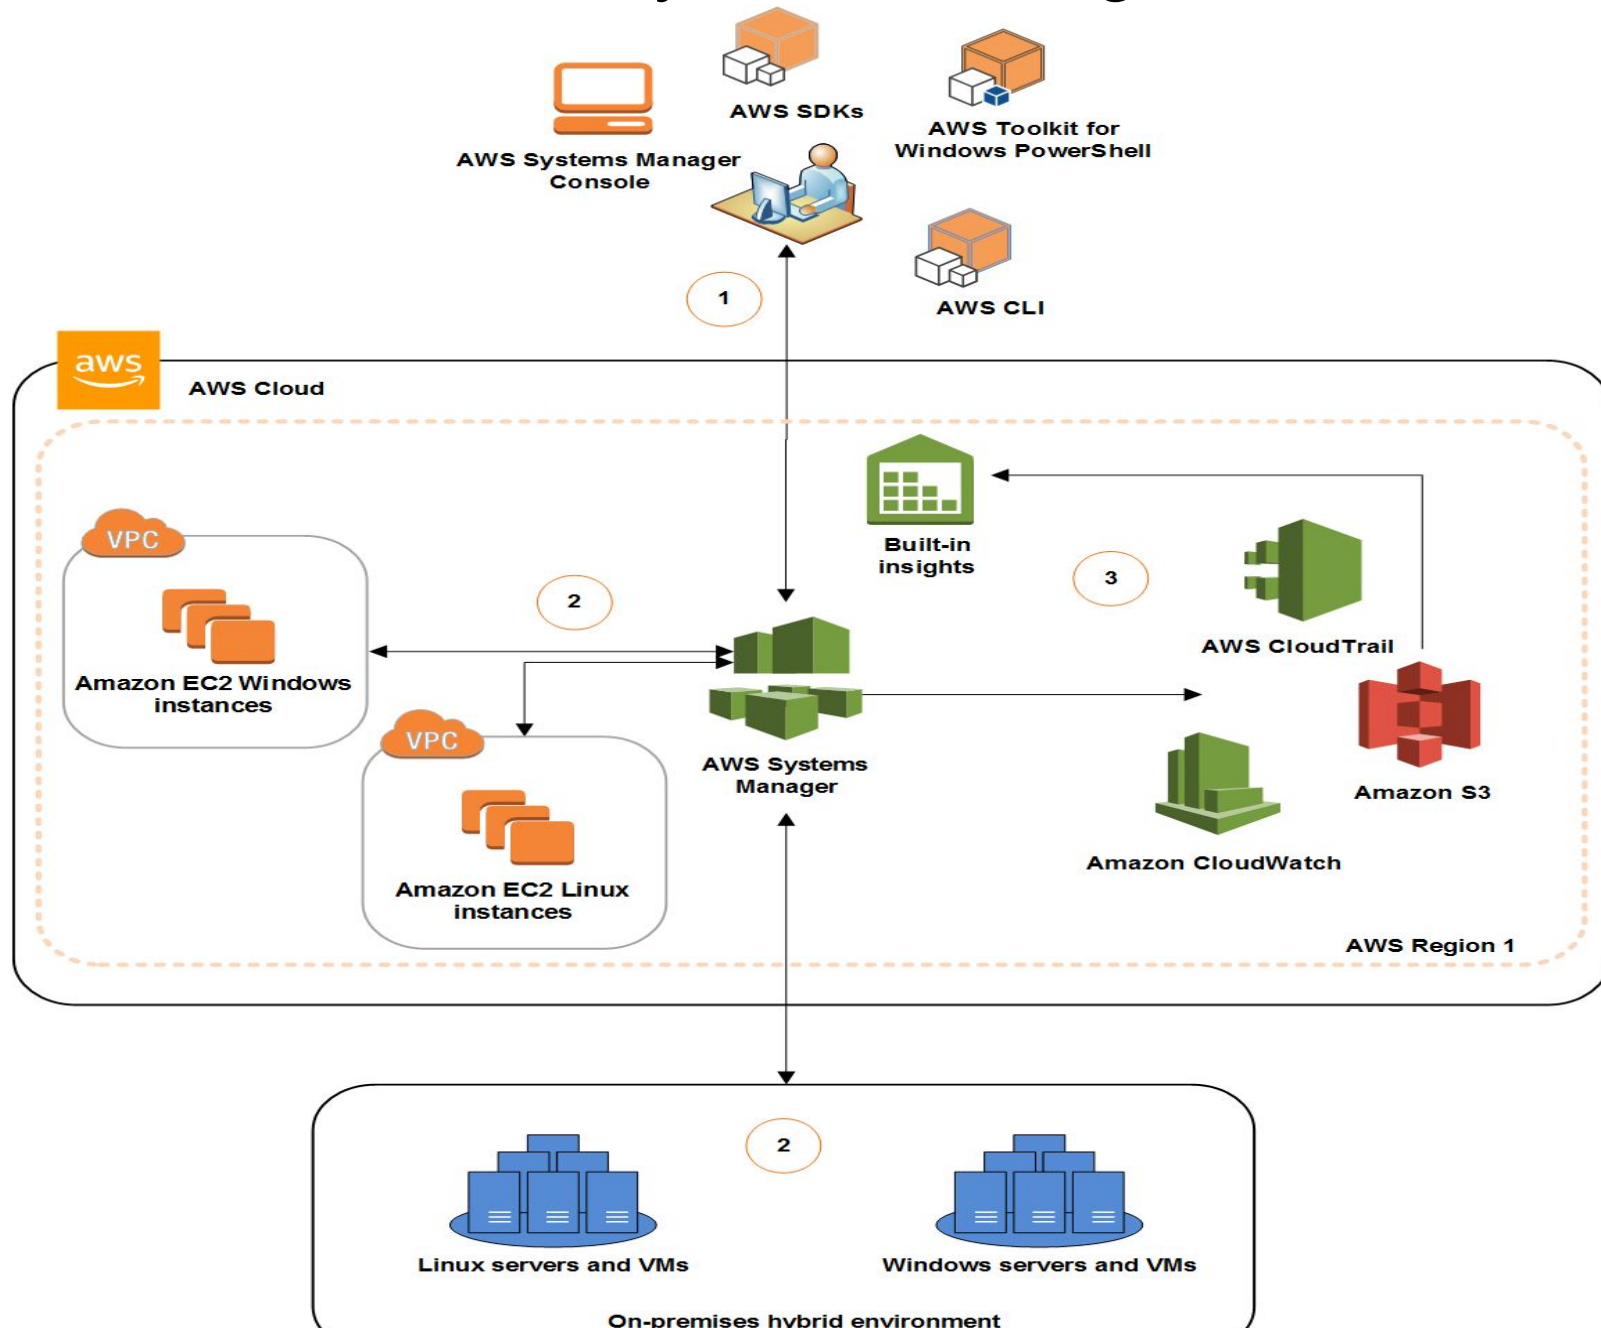 AWS SDKs
AWS Toolkit for
Windows PowerShell
AWS Systems Manager
Console
1
AWS CLI
aws
AWS Cloud
Built-in
insights
VPC
2
3
AWS CloudTrail
Amazon EC2 Windows
instances
VPC
AWS Systems
Manager
Amazon S3
Amazon CloudWatch
Amazon EC2 Linux
instances
AWS Region 1
2
Linux servers and VMs
Windows servers and VMs
On-premises hybrid environment